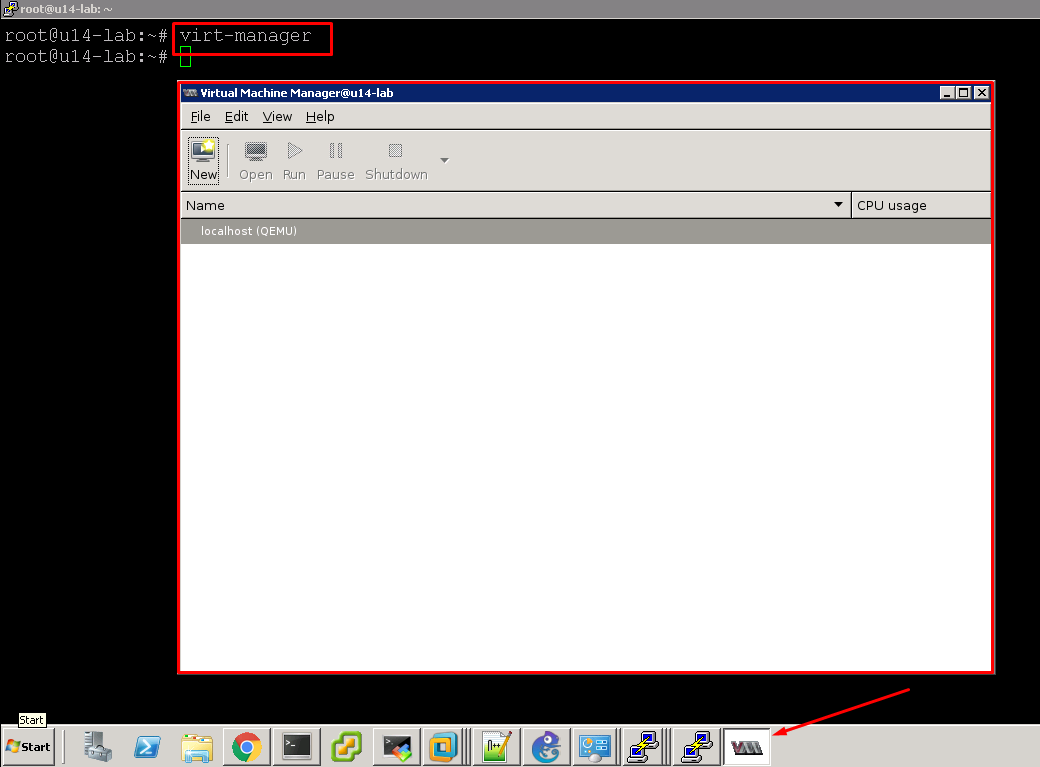 root@u14-lab: ~
root@u14-lab:~# virt-manager
root@u14-lab:~#
Virtual Machine Manager@u14-lab
File Edit View Help
New Open Run Pause Shutdown
Name CPU usage
localhost (QEMU)
Start
Start